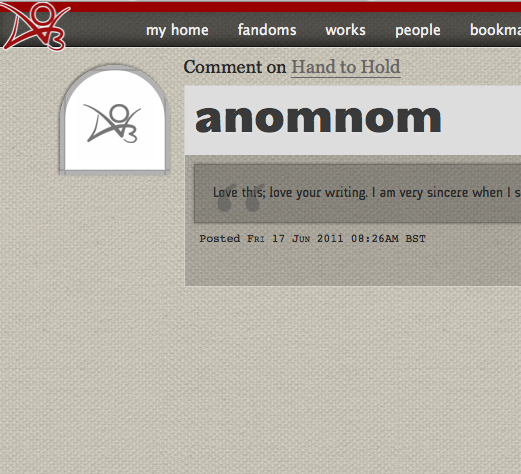 my home fandoms works people bookma
Comment on Hand to Hold
anomnom
Love this; love your writing. I am very sincere when I s
Posted Fri 17 Jun 2011 08:26AM BST